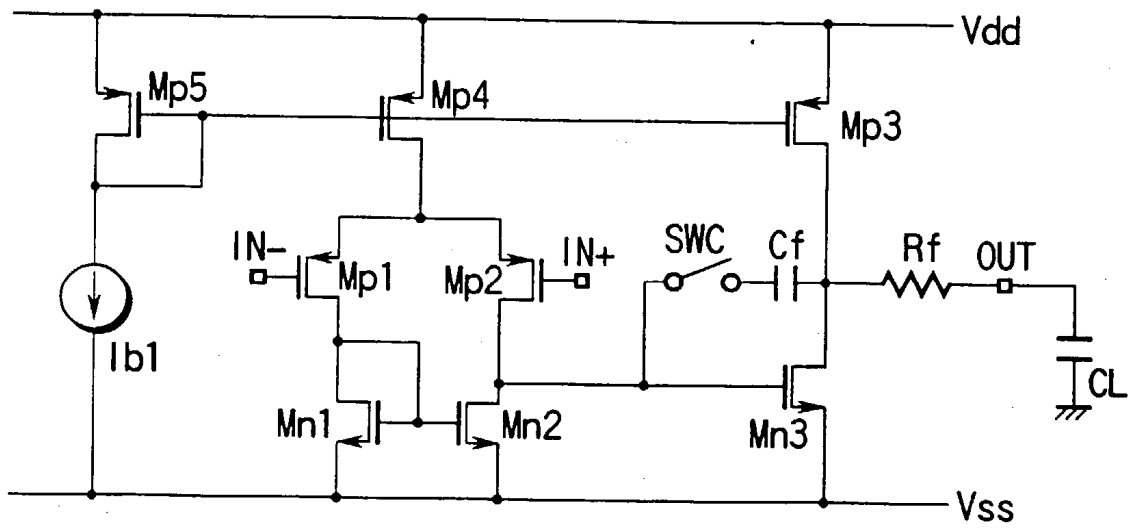 Vdd
Mp5
Mp4
Mp3
IN-
Mp1
Mp2
IN+
SWC
Cf
Rf
OUT
Ib1
CL
Mn1
Mn2
Mn3
Vss